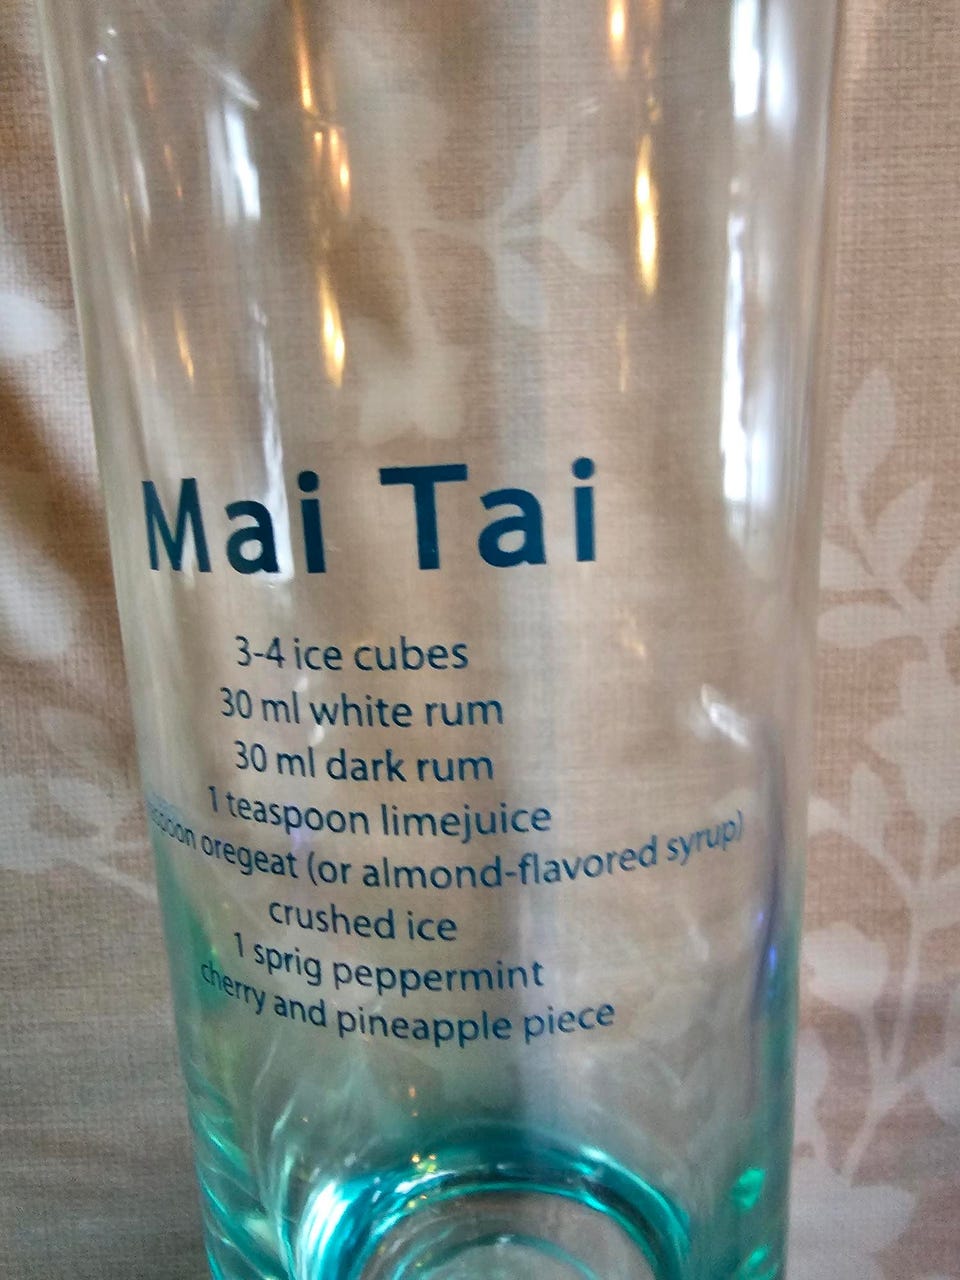 Mai Tai
3-4 ice cubes
30 ml white rum
30 ml dark rum
1 teaspoon limejuice
oregeat (or almond-flavored syrup)
crushed ice
1 sprig peppermint
cherry and pineapple piece